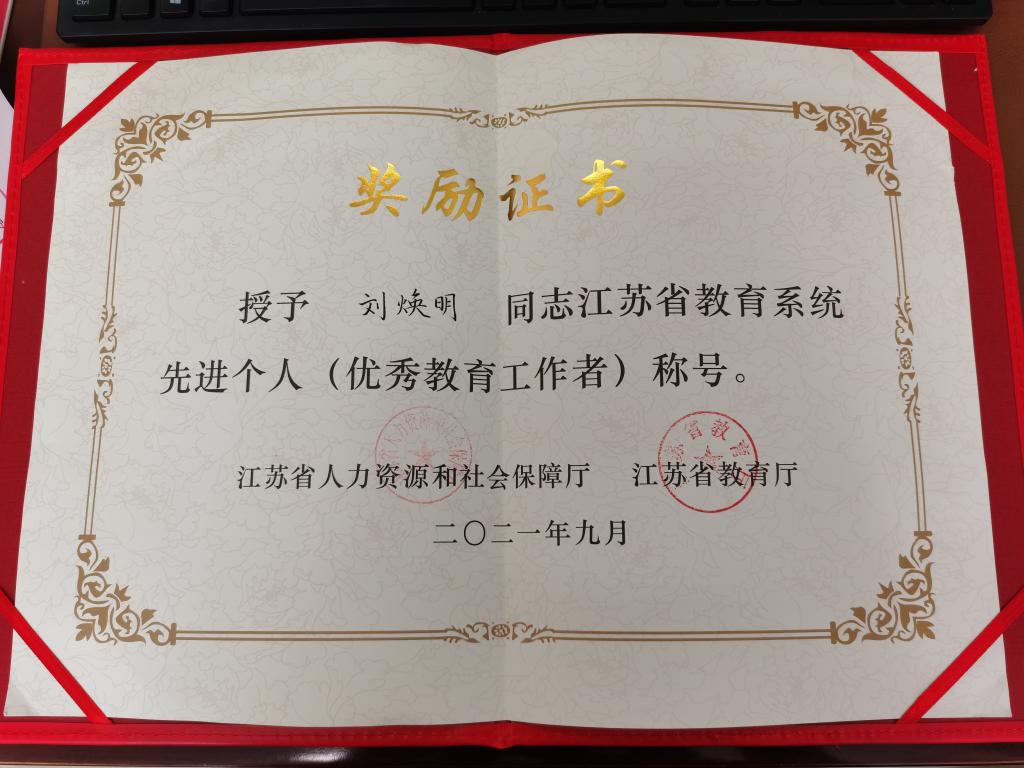 Ctrl
奖励证书
授予 刘焕明 同志江苏省教育系统
先进个人（优秀教育工作者）称号。
江苏省人力资源和社会保障厅 江苏省教育厅
二〇二一年九月